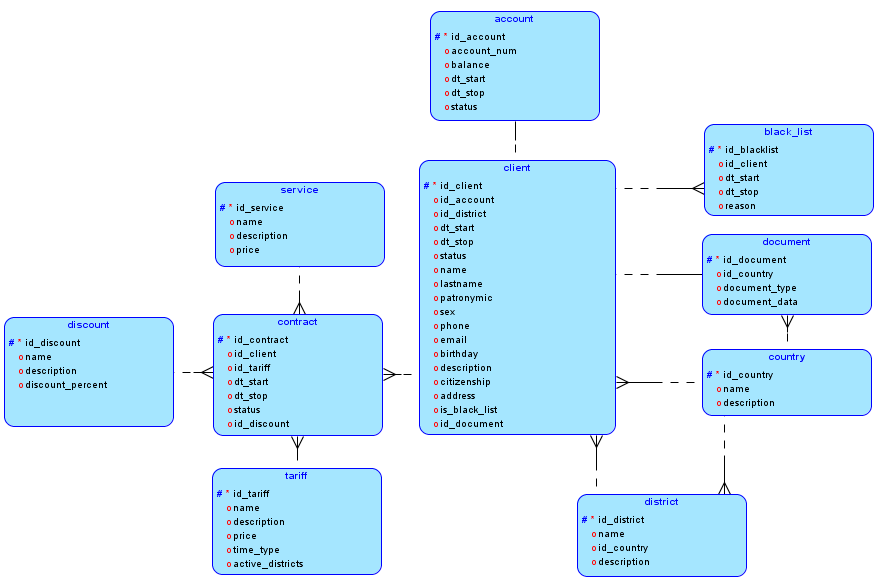 account
# * id_account
o account_num
o balance
o dt_start
o dt_stop
o status
black_list
# * id_blacklist
o id_client
o dt_start
o dt_stop
o reason
client
# * id_client
o id_account
o id_district
o dt_start
o dt_stop
o status
o name
o lastname
o patronymic
o sex
o phone
o email
o birthday
o description
o citizenship
o address
o is_black_list
o id_document
service
# * id_service
o name
o description
o price
document
# * id_document
o id_country
o document_type
o document_data
discount
# * id_discount
o name
o description
o discount_percent
contract
# * id_contract
o id_client
o id_tariff
o dt_start
o dt_stop
o status
o id_discount
country
# * id_country
o name
o description
tariff
# * id_tariff
o name
o description
o price
o time_type
o active_districts
district
# * id_district
o name
o id_country
o description